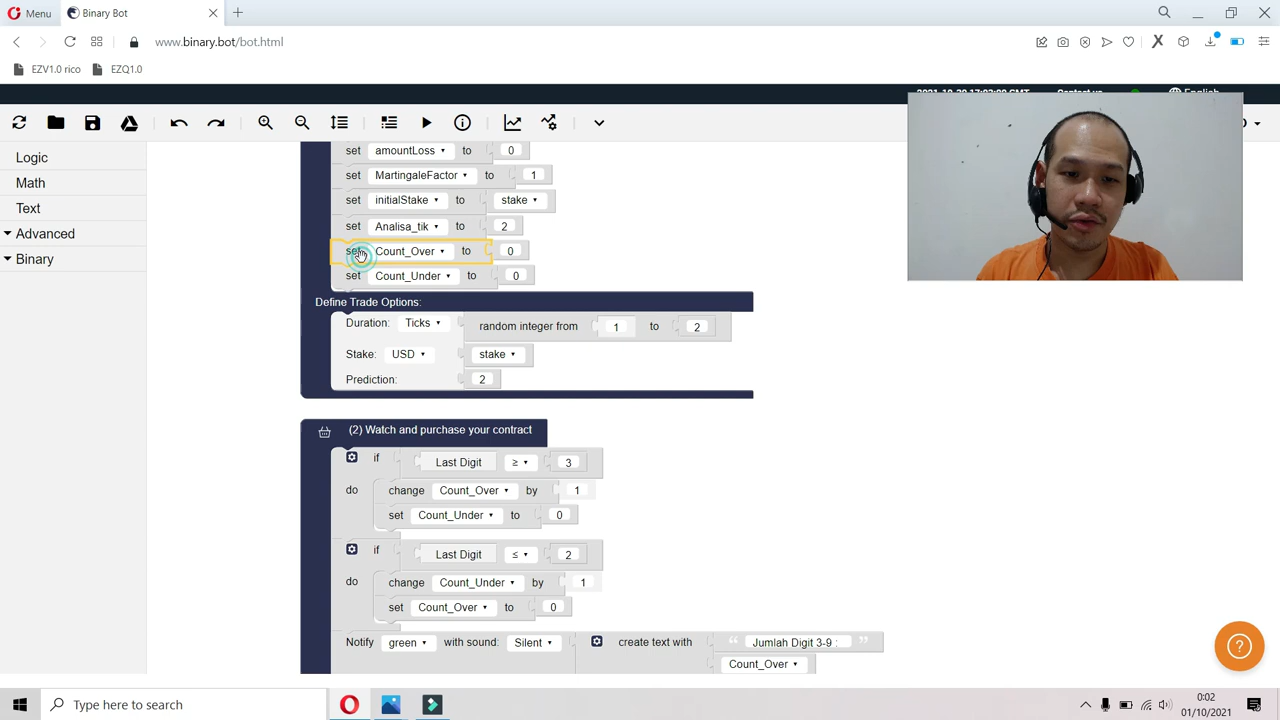 Menu
Binary Bot
www.binary.bot/bot.html
EZV1.0 rico
EZQ1.0
English
Logic
Math
Text
Advanced
Binary
set amountLoss to 0
set MartingaleFactor to 1
set initialStake to stake
set Analisa_tik to 2
set Count_Over to 0
set Count_Under to 0
Define Trade Options:
Duration: Ticks random integer from 1 to 2
Stake: USD stake
Prediction: 2
(2) Watch and purchase your contract
if Last Digit ≥ 3
do change Count_Over by 1
set Count_Under to 0
if Last Digit ≤ 2
do change Count_Under by 1
set Count_Over to 0
Notify green with sound: Silent create text with “ Jumlah Digit 3-9 : ”
Count_Over
Type here to search
0:02
01/10/2021